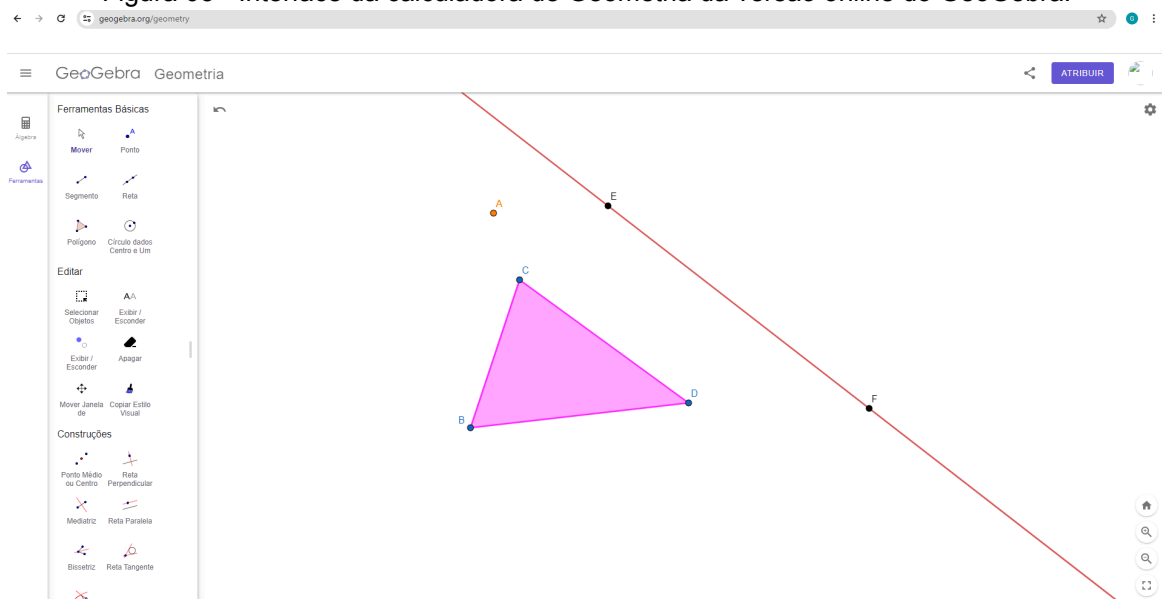 Figura 08 - Interface da calculadora de Geometria da versão online do GeoGebra.
geogebra.org/geometry
G
GeoGebra Geometria
ATRIBUIR
Álgebra
Ferramentas
Ferramentas Básicas
Mover Ponto
Segmento Reta
Polígono Círculo dados
Centro e Um
Editar
Selecionar Exibir /
Objetos Esconder
Exibir / Apagar
Esconder
Mover Janela Copiar Estilo
de Visual
Construções
Ponto Médio Reta
ou Centro Perpendicular
Mediatriz Reta Paralela
Bissetriz Reta Tangente
A
E
C
D
B
F